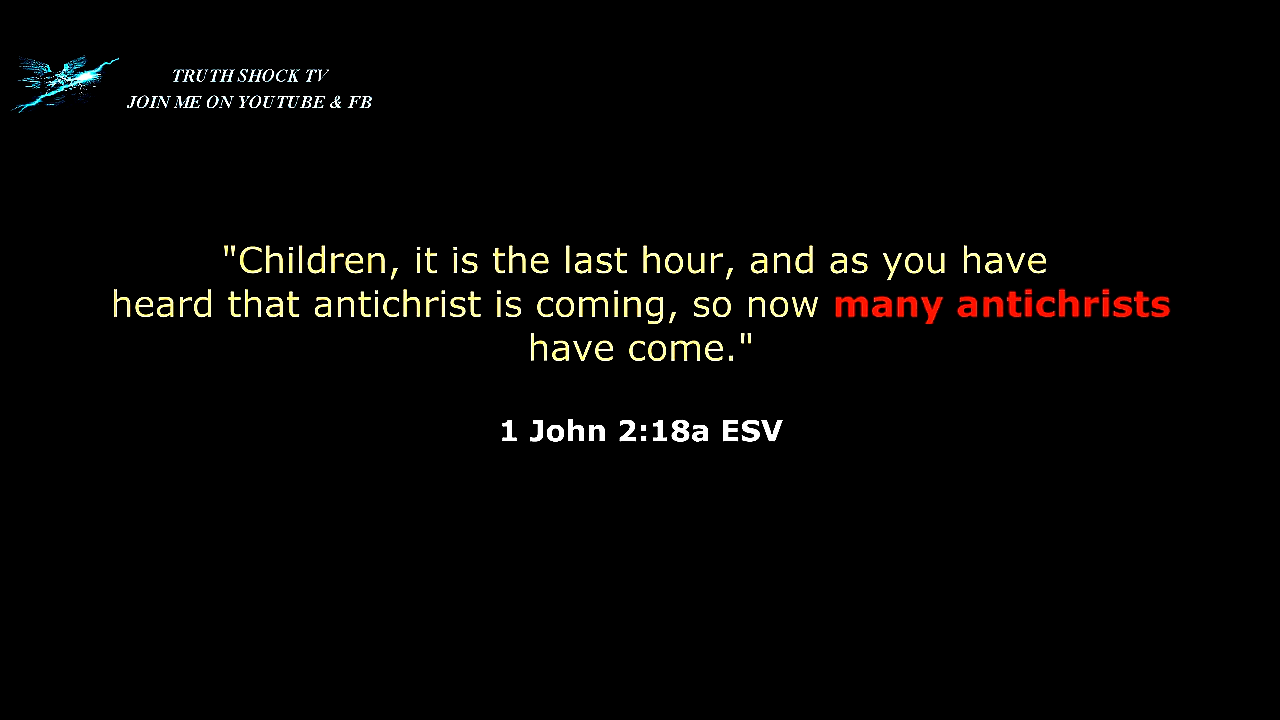 TRUTH SHOCK TV
JOIN ME ON YOUTUBE & FB
"Children, it is the last hour, and as you have
heard that antichrist is coming, so now many antichrists
have come."
1 John 2:18a ESV